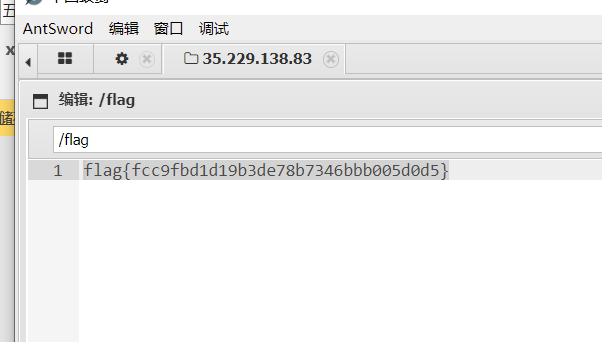 AntSword 编辑 窗口 调试
35.229.138.83
编辑: /flag
/flag
1 flag{fcc9fbd1d19b3de78b7346bbb005d0d5}